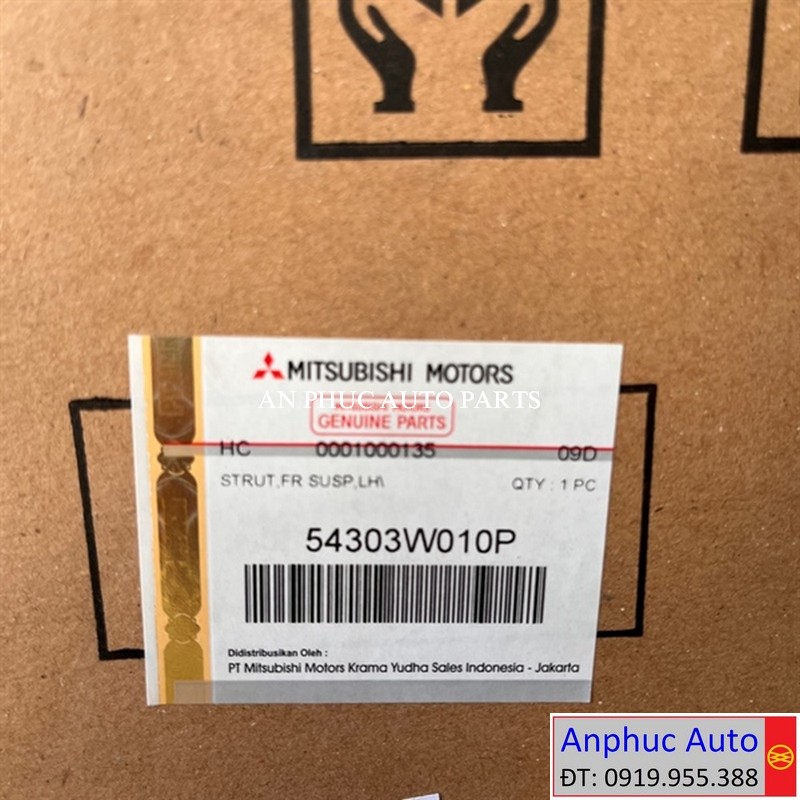 MITSUBISHI MOTORS
AN PHUC AUTO PARTS
GENUINE PARTS
HC 0001000135 09D
STRUT,FR SUSP,LH\
QTY : 1 PC
54303W010P
Didistribusikan Oleh :
PT Mitsubishi Motors Krama Yudha Sales Indonesia - Jakarta
Anphuc Auto
ĐT: 0919.955.388